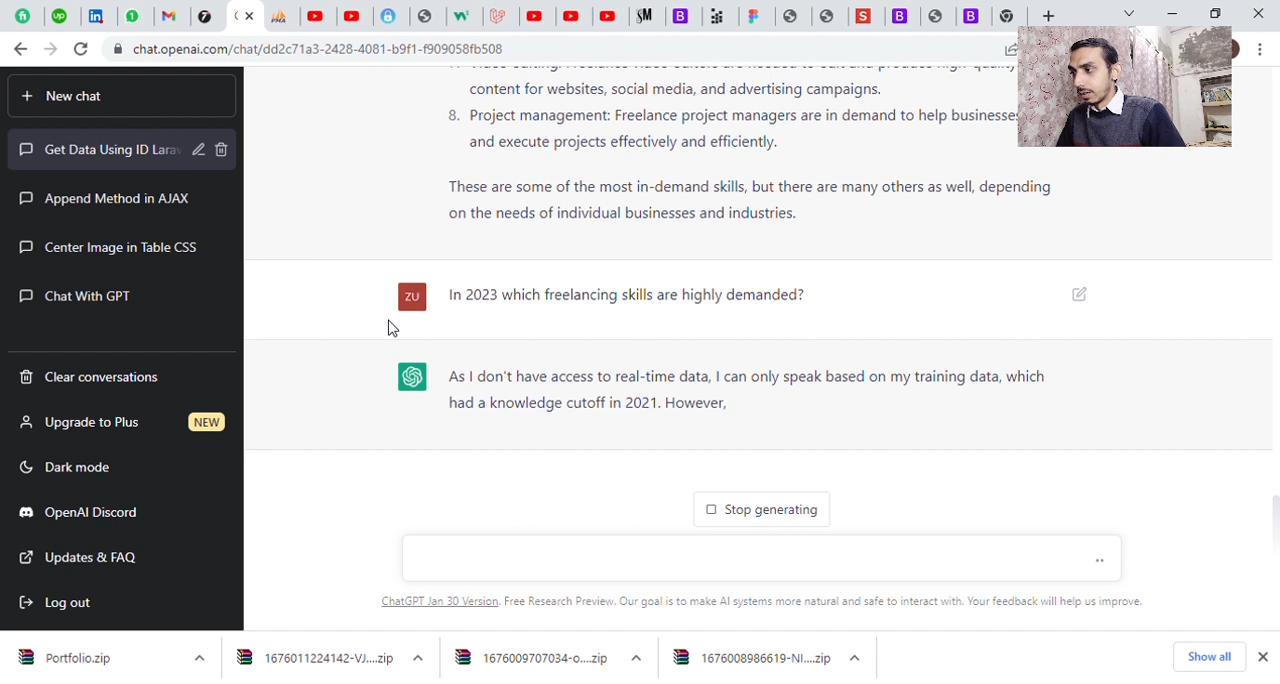 chat.openai.com/chat/dd2c71a3-2428-4081-b9f1-f909058fb508
New chat
Get Data Using ID Lara
Append Method in AJAX
Center Image in Table CSS
Chat With GPT
Clear conversations
Upgrade to Plus NEW
Dark mode
OpenAI Discord
Updates & FAQ
Log out
content for websites, social media, and advertising campaigns.
8. Project management: Freelance project managers are in demand to help businesses
and execute projects effectively and efficiently.
These are some of the most in-demand skills, but there are many others as well, depending
on the needs of individual businesses and industries.
ZU In 2023 which freelancing skills are highly demanded?
As I don't have access to real-time data, I can only speak based on my training data, which
had a knowledge cutoff in 2021. However,
Stop generating
ChatGPT Jan 30 Version. Free Research Preview. Our goal is to make AI systems more natural and safe to interact with. Your feedback will help us improve.
Portfolio.zip 1676011224142-VJ....zip 1676009707034-o....zip 1676008986619-NI....zip Show all